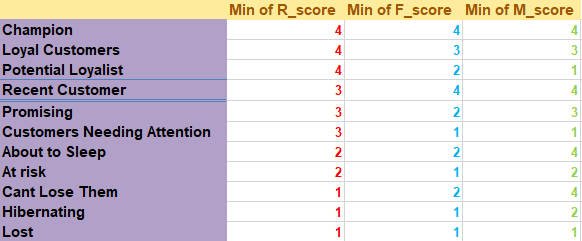 Min of R_score Min of F_score Min of M_score
Champion 4 4 4
Loyal Customers 4 3 3
Potential Loyalist 4 2 1
Recent Customer 3 4 4
Promising 3 2 3
Customers Needing Attention 3 1 1
About to Sleep 2 2 4
At risk 2 1 2
Cant Lose Them 1 2 4
Hibernating 1 1 2
Lost 1 1 1